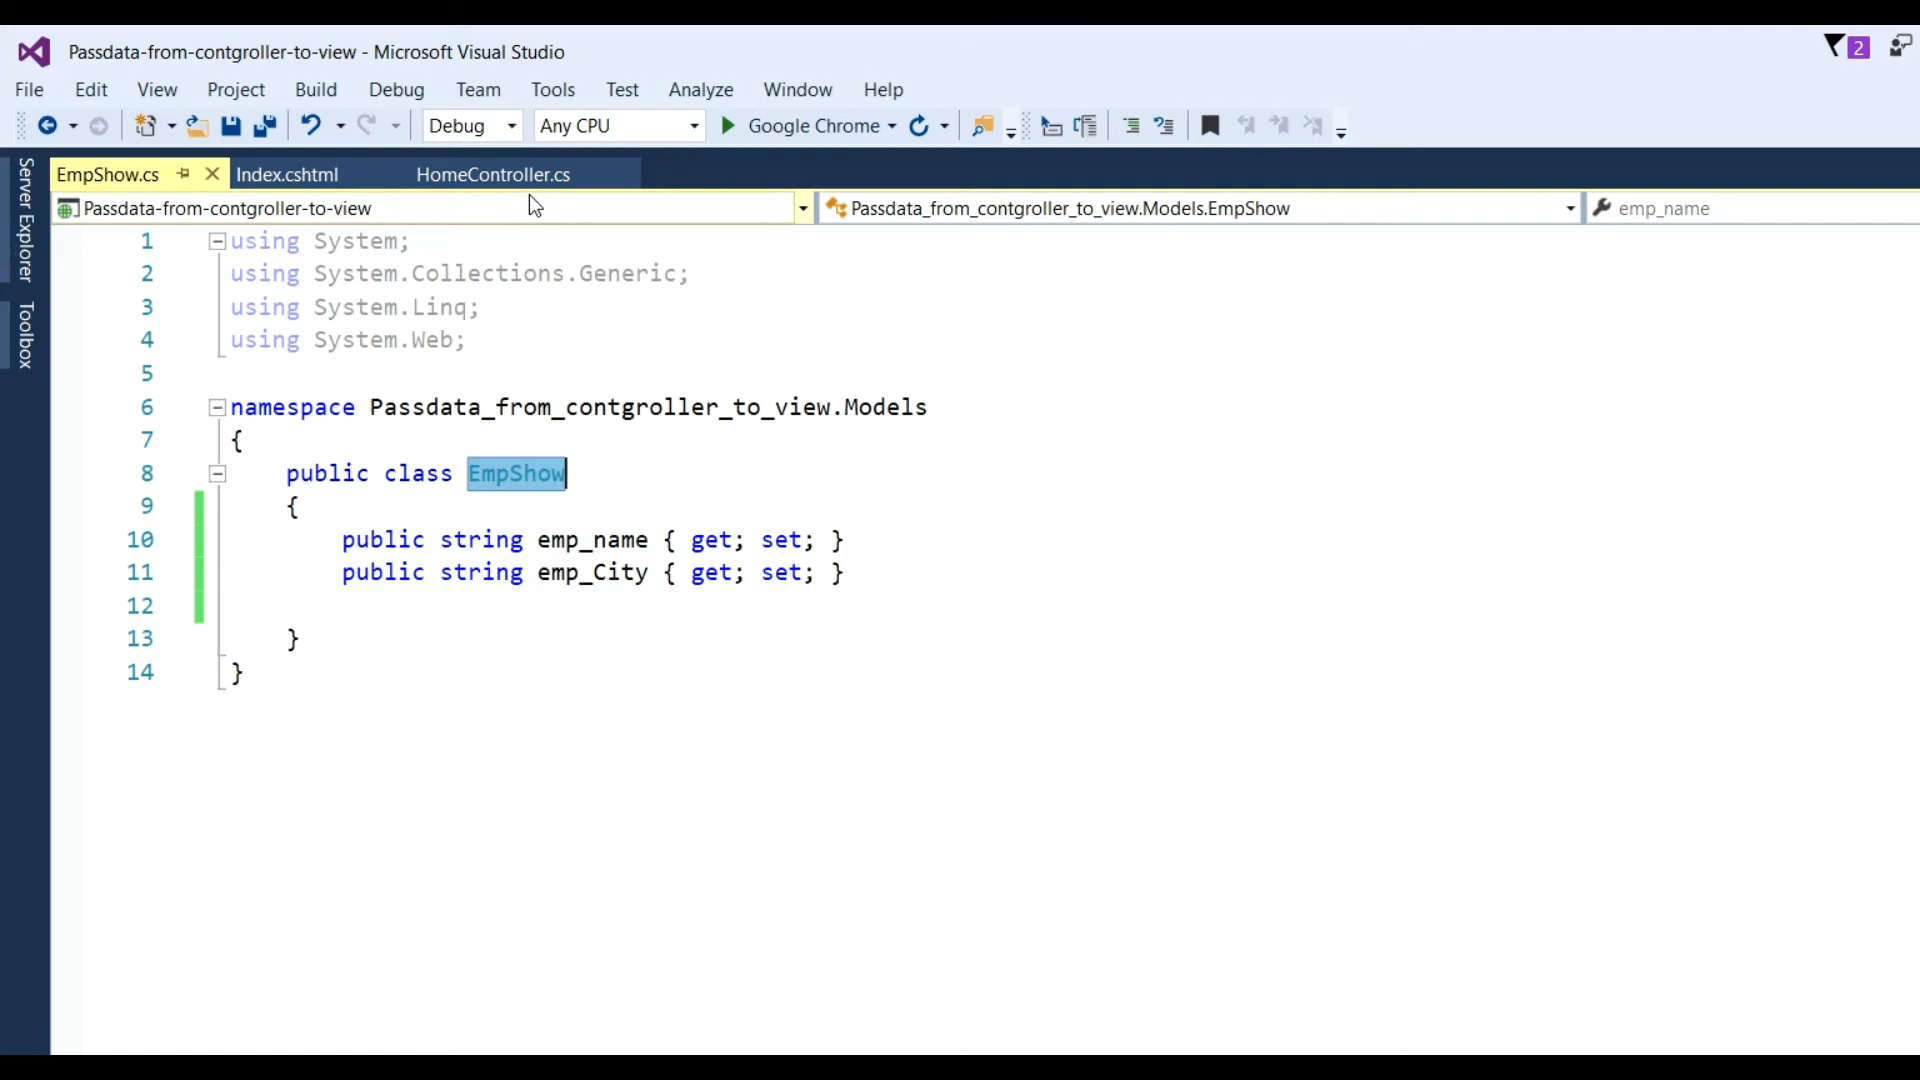 Passdata-from-contgroller-to-view - Microsoft Visual Studio
2
File Edit View Project Build Debug Team Tools Test Analyze Window Help
Debug Any CPU Google Chrome
Server Explorer
Toolbox
EmpShow.cs Index.cshtml HomeController.cs
Passdata-from-contgroller-to-view Passdata_from_contgroller_to_view.Models.EmpShow emp_name
1 using System;
2 using System.Collections.Generic;
3 using System.Linq;
4 using System.Web;
5
6 namespace Passdata_from_contgroller_to_view.Models
7 {
8 public class EmpShow
9 {
10 public string emp_name { get; set; }
11 public string emp_City { get; set; }
12
13 }
14 }